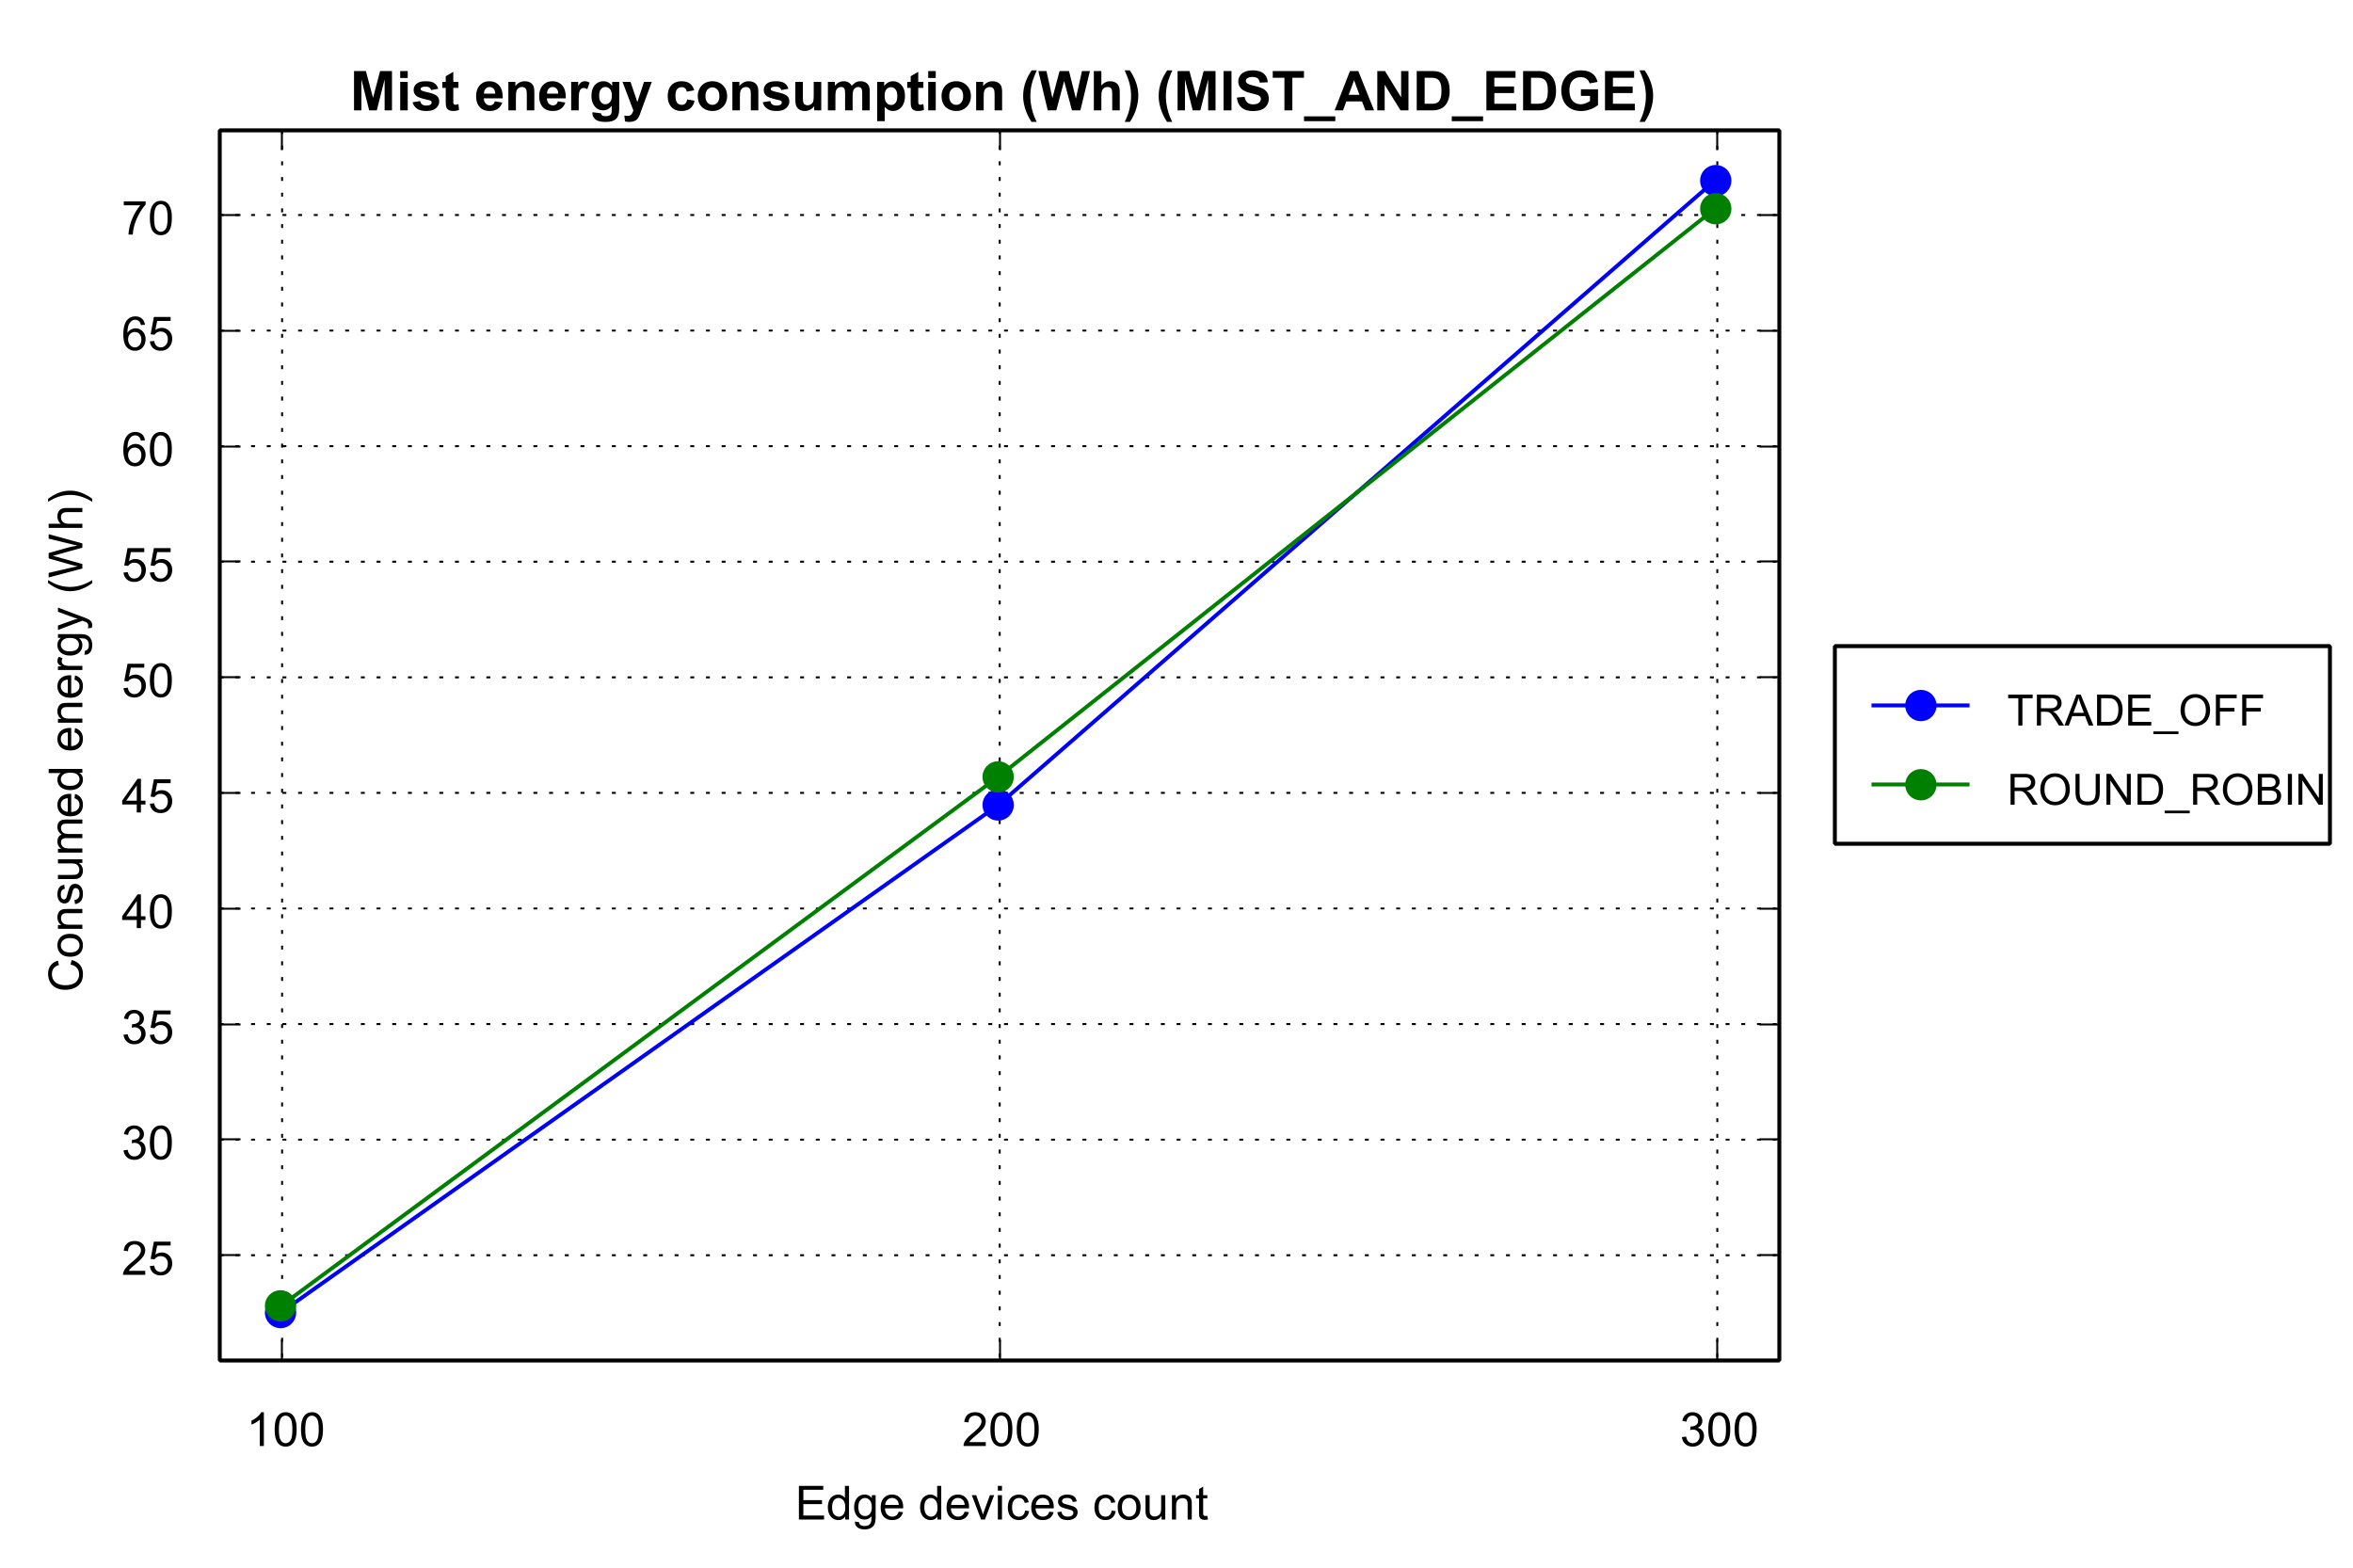 Mist energy consumption (Wh) (MIST_AND_EDGE)
70
65
60
55
50
45
40
35
30
25
Consumed energy (Wh)
100 200 300
Edge devices count
TRADE_OFF
ROUND_ROBIN